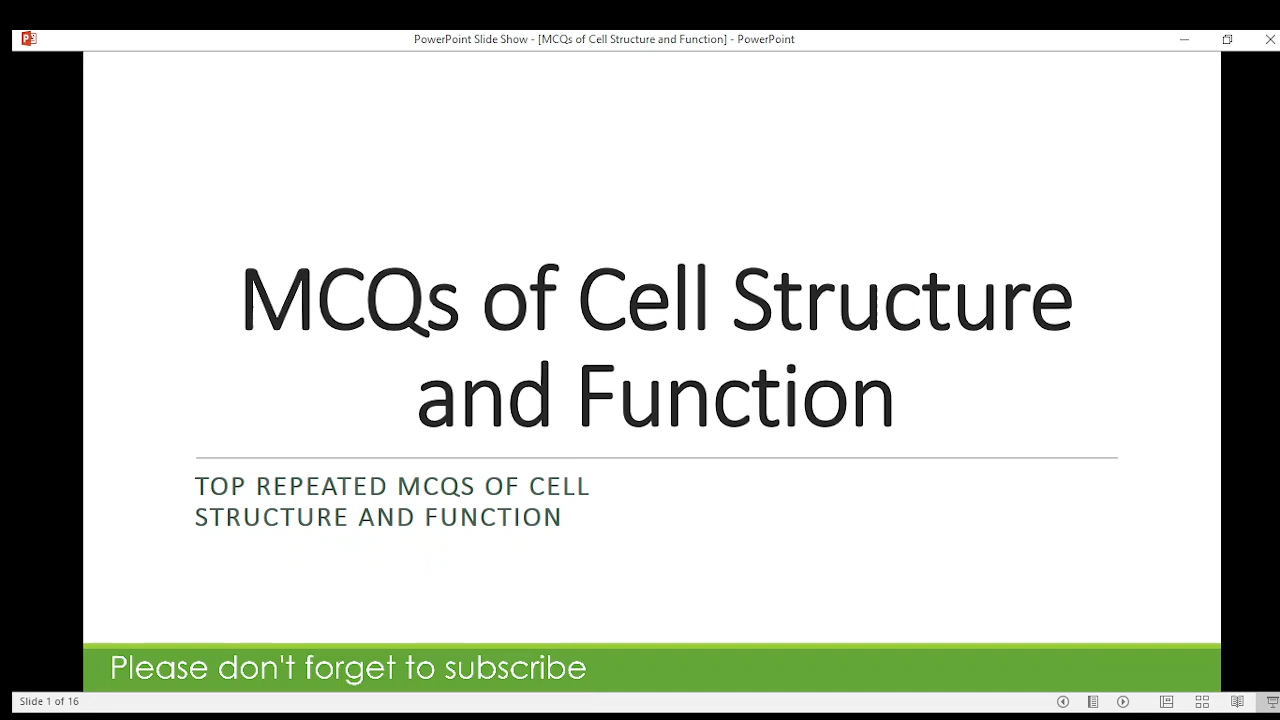 PowerPoint Slide Show - [MCQs of Cell Structure and Function] - PowerPoint
MCQs of Cell Structure
and Function
TOP REPEATED MCQS OF CELL
STRUCTURE AND FUNCTION
Please don't forget to subscribe
Slide 1 of 16